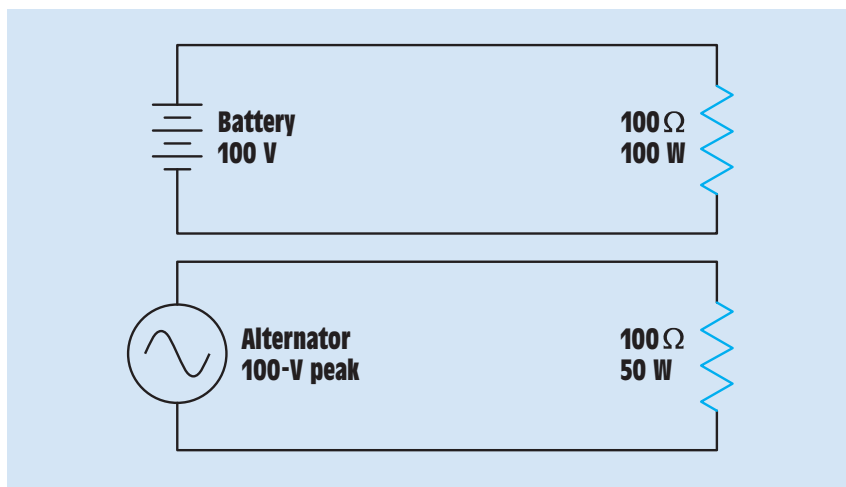 Battery
100 V
100 Ω
100 W
Alternator
100-V peak
100 Ω
50 W